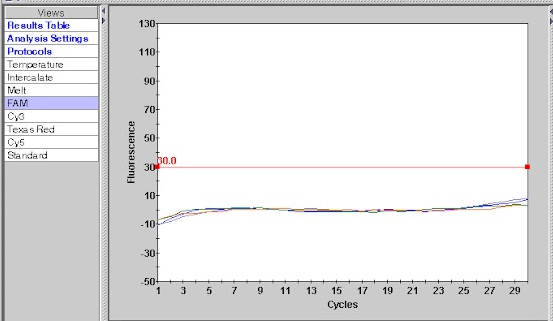 Views
Results Table
Analysis Settings
Protocols
Temperature
Intercalate
Melt
FAM
Cy3
Texas Red
Cy5
Standard
130
110
90
70
50
30
10
-10
-30
-50
Fluorescence
30.0
1 3 5 7 9 11 13 15 17 19 21 23 25 27 29
Cycles